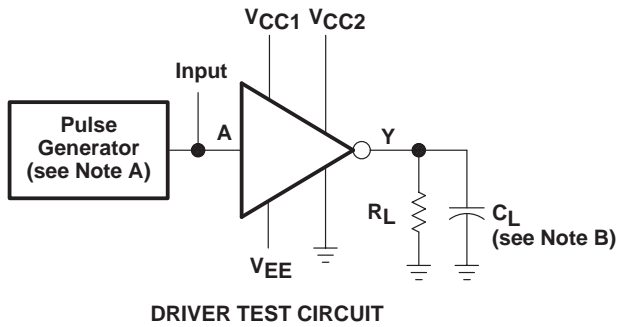 VCC1
VCC2
Input
Pulse
Generator
(see Note A)
A
Y
RL
CL
(see Note B)
VEE
DRIVER TEST CIRCUIT